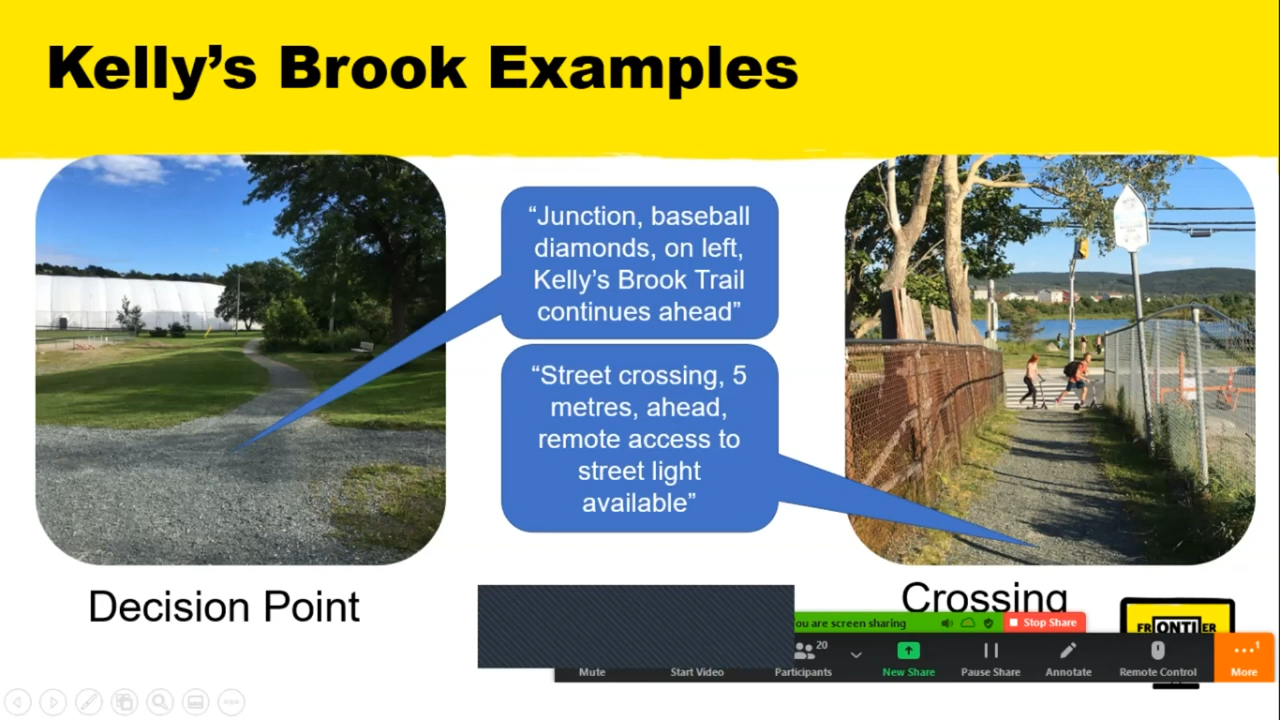 Kelly’s Brook Examples
“Junction, baseball
diamonds, on left,
Kelly’s Brook Trail
continues ahead”
“Street crossing, 5
metres, ahead,
remote access to
street light
available”
Decision Point
Crossing
FRONTIER
ou are screen sharing
Stop Share
20
1
Mute
Start Video
Participants
New Share
Pause Share
Annotate
Remote Control
More